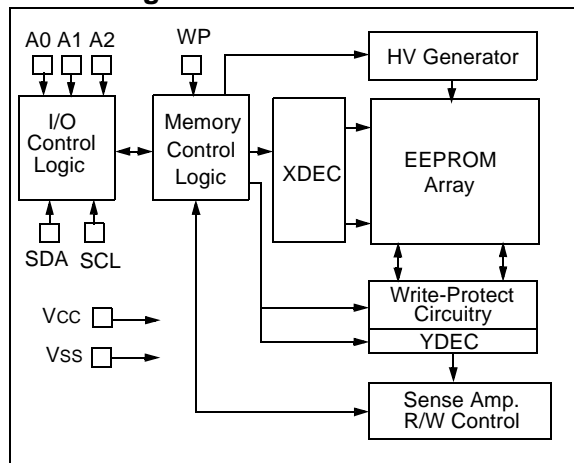 A0 A1 A2
WP
HV Generator
I/O
Control
Logic
Memory
Control
Logic
XDEC
EEPROM
Array
SDA SCL
Write-Protect
Circuitry
YDEC
VCC
VSS
Sense Amp.
R/W Control